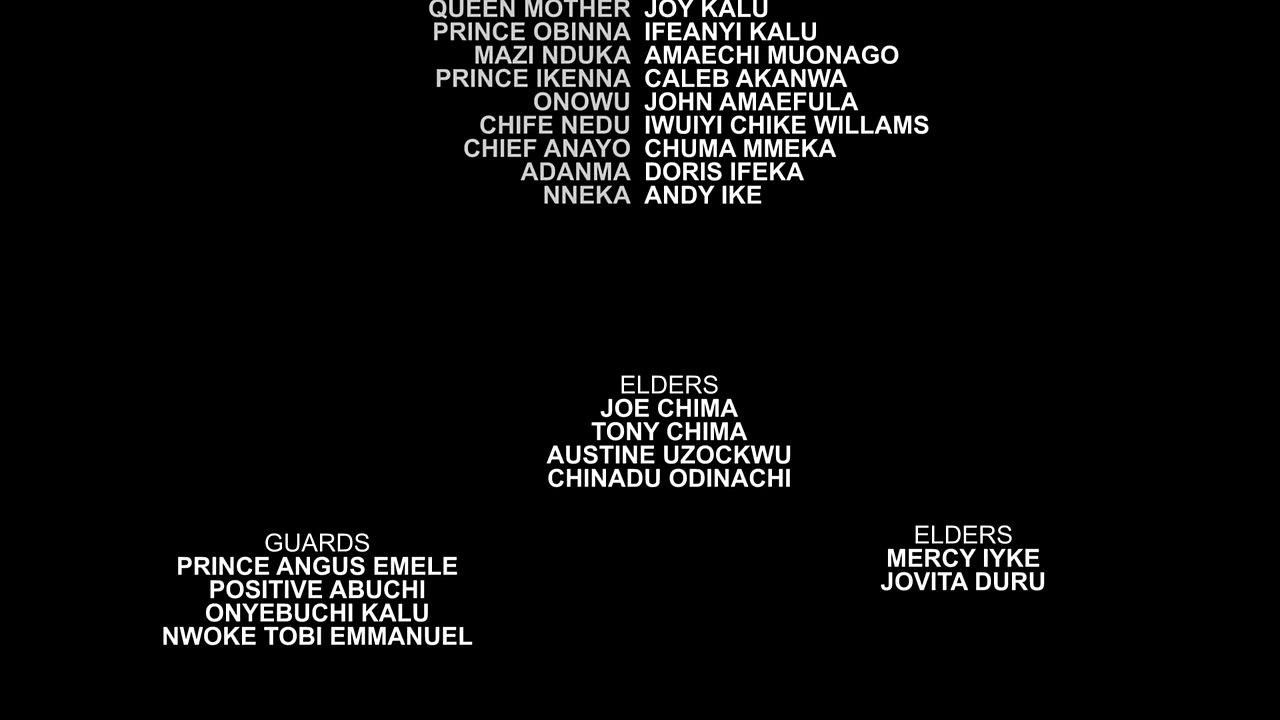 QUEEN MOTHER JOY KALU
PRINCE OBINNA IFEANYI KALU
MAZI NDUKA AMAECHI MUONAGO
PRINCE IKENNA CALEB AKANWA
ONOWU JOHN AMAEFULA
CHIFE NEDU IWUIYI CHIKE WILLAMS
CHIEF ANAYO CHUMA MMEKA
ADANMA DORIS IFEKA
NNEKA ANDY IKE
ELDERS
JOE CHIMA
TONY CHIMA
AUSTINE UZOCKWU
CHINADU ODINACHI
GUARDS
PRINCE ANGUS EMELE
POSITIVE ABUCHI
ONYEBUCHI KALU
NWOKE TOBI EMMANUEL
ELDERS
MERCY IYKE
JOVITA DURU